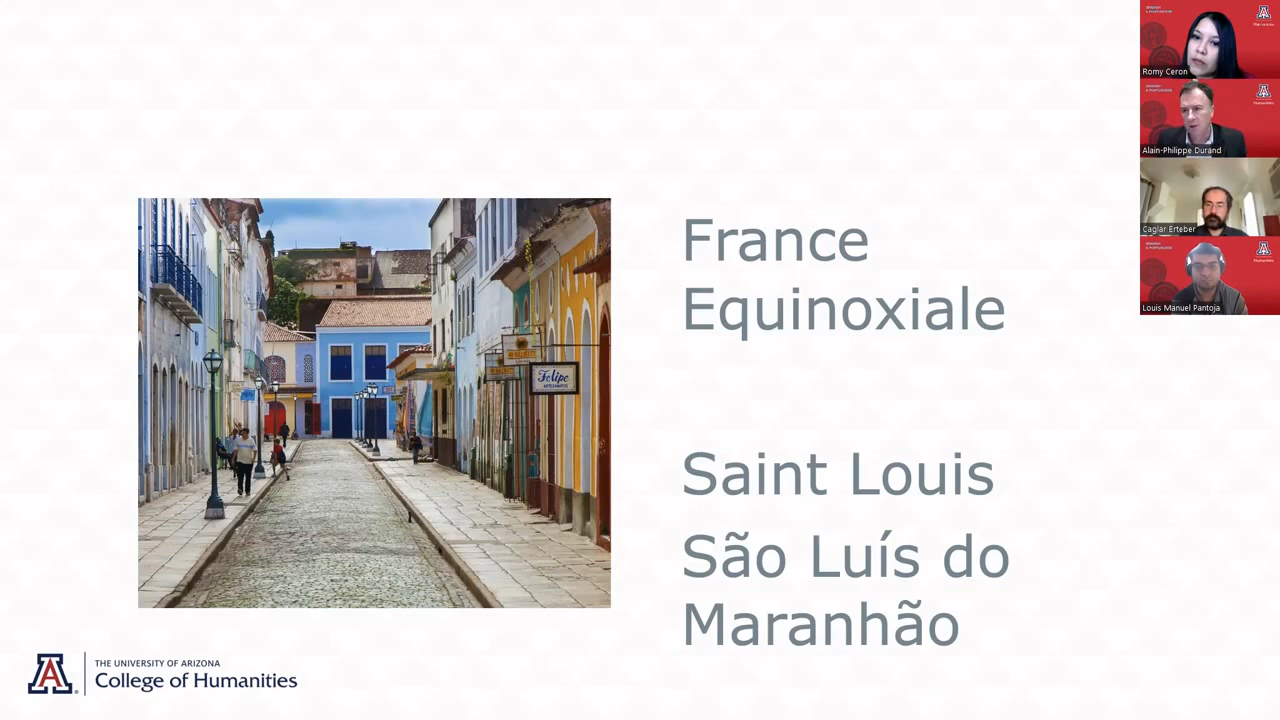 France
Equinoxiale
Saint Louis
São Luís do
Maranhão
Felipe
THE UNIVERSITY OF ARIZONA
College of Humanities
Romy Ceron
Alain-Philippe Durand
Caglar Erteber
Louis Manuel Pantoja